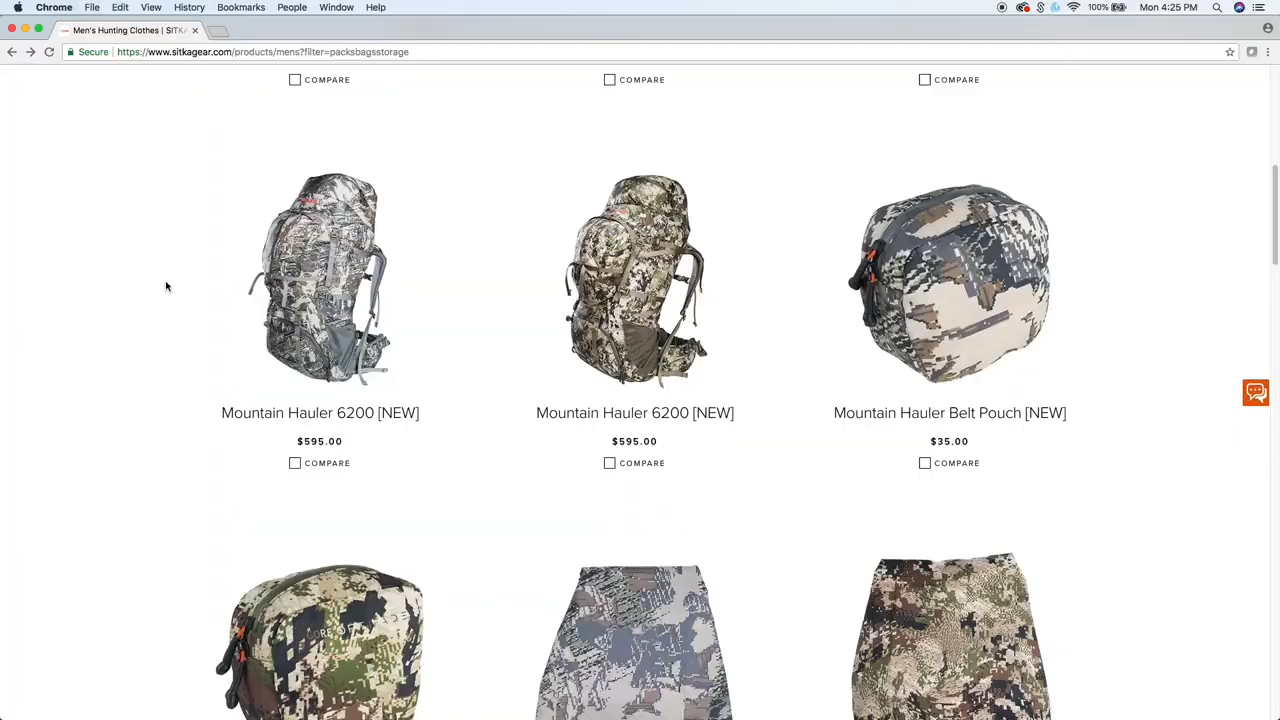 Chrome File Edit View History Bookmarks People Window Help
100% Mon 4:25 PM
Men's Hunting Clothes | SITK
Secure https://www.sitkagear.com/products/mens?filter=packsbagsstorage
COMPARE COMPARE COMPARE
Mountain Hauler 6200 [NEW] Mountain Hauler 6200 [NEW] Mountain Hauler Belt Pouch [NEW]
$595.00 $595.00 $35.00
COMPARE COMPARE COMPARE